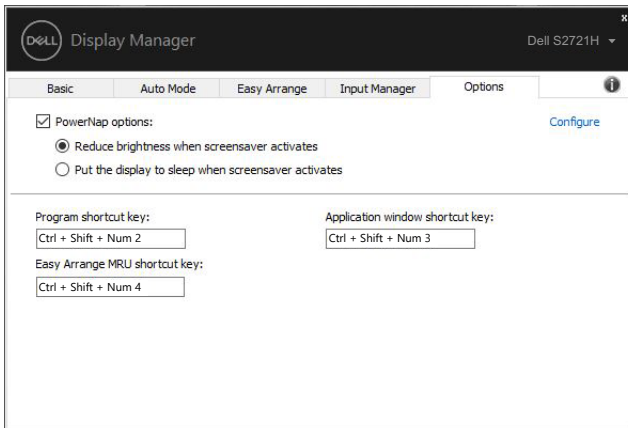 x
DELL Display Manager
Dell S2721H
Basic Auto Mode Easy Arrange Input Manager Options i
PowerNap options: Configure
Reduce brightness when screensaver activates
Put the display to sleep when screensaver activates
Program shortcut key: Application window shortcut key:
Ctrl + Shift + Num 2 Ctrl + Shift + Num 3
Easy Arrange MRU shortcut key:
Ctrl + Shift + Num 4